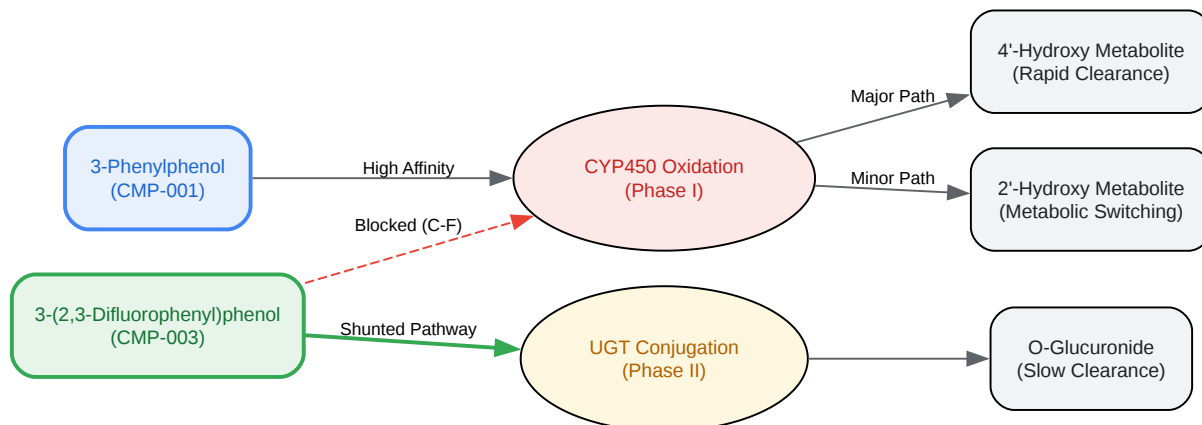 3-Phenylphenol
(CMP-001)
High Affinity
CYP450 Oxidation
(Phase I)
Major Path
4'-Hydroxy Metabolite
(Rapid Clearance)
Minor Path
2'-Hydroxy Metabolite
(Metabolic Switching)
Blocked (C-F)
3-(2,3-Difluorophenyl)phenol
(CMP-003)
Shunted Pathway
UGT Conjugation
(Phase II)
O-Glucuronide
(Slow Clearance)